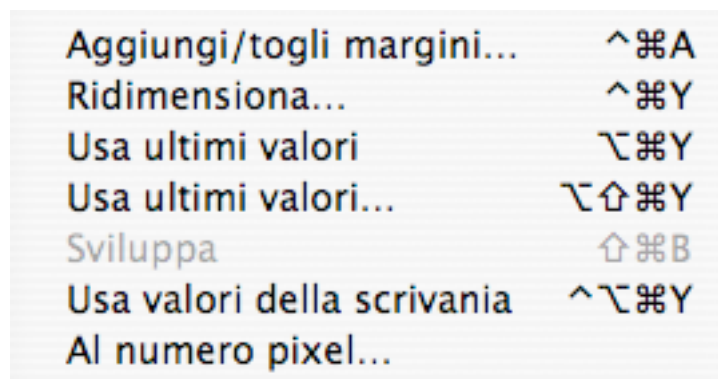 Aggiungi/togli margini... ^⌘A
Ridimensiona... ^⌘Y
Usa ultimi valori ⌥⌘Y
Usa ultimi valori... ⌥⇧⌘Y
Sviluppa ⇧⌘B
Usa valori della scrivania ^⌥⌘Y
Al numero pixel...